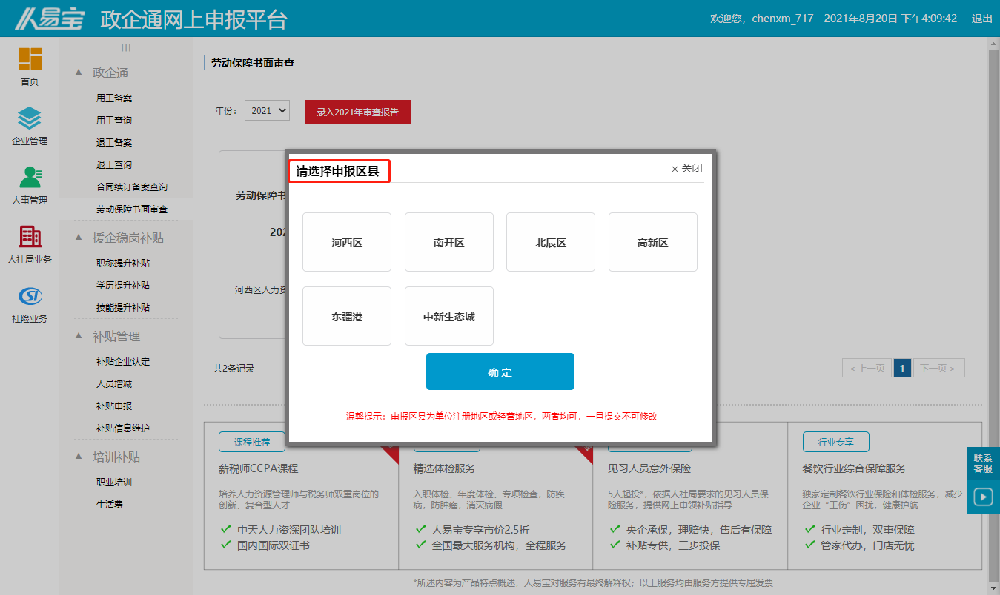 人易宝 政企通网上申报平台 欢迎您，chenxm_717 2021年8月20日 下午4:09:42 退出
首页
企业管理
人事管理
人社局业务
社险业务
政企通
用工备案
用工查询
退工备案
退工查询
合同续订备案查询
劳动保障书面审查
援企稳岗补贴
职称提升补贴
学历提升补贴
技能提升补贴
补贴管理
补贴企业认定
人员增减
补贴申报
补贴信息维护
培训补贴
职业培训
生活费
劳动保障书面审查
年份： 2021 录入2021年审查报告
劳动保障书
202
河西区人力资
请选择申报区县 关闭
河西区 南开区 北辰区 高新区
东疆港 中新生态城
确 定
温馨提示：申报区县为单位注册地区或经营地区，两者均可，一旦提交不可修改
共2条记录 < 上一页 1 下一页 >
课程推荐
薪税师CCPA课程
培养人力资源管理师与税务师双重岗位的
创新、复合型人才
中天人力资深团队培训
国内国际双证书
精选体检服务
入职体检、年度体检、专项检查，防疾
病，防肿瘤，消灭病假
人易宝专享市价2.5折
全国最大服务机构，全程服务
见习人员意外保险
5人起投*，依据人社局要求的见习人员保
险服务，提供网上申领补贴指导
央企承保，理赔快，售后有保障
补贴专供，三步投保
行业专享
餐饮行业综合保障服务
独家定制餐饮行业保险和体检服务，减少
企业“工伤”困扰，健康护航
行业定制，双重保障
管家代办，门店无忧
联系
客服
*所述内容为产品特点概述，人易宝对服务有最终解释权；以上服务均由服务方提供专属发票